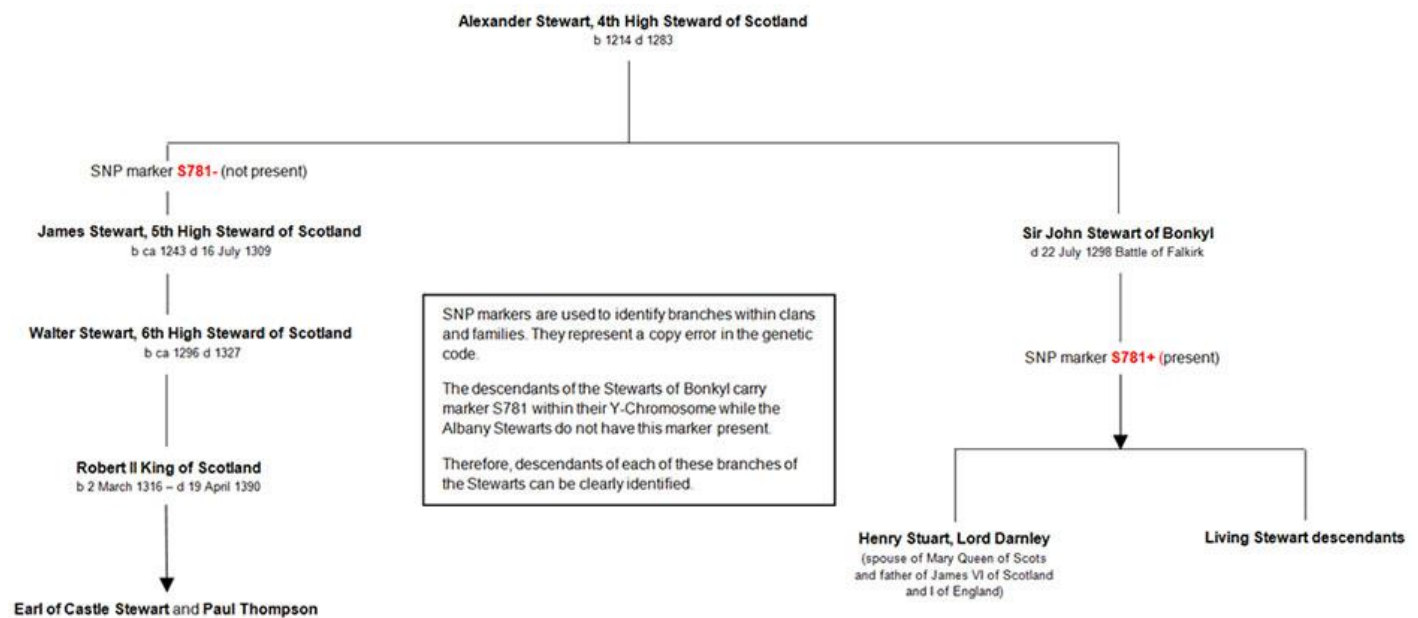 Alexander Stewart, 4th High Steward of Scotland
b 1214 d 1283
SNP marker S781- (not present)
James Stewart, 5th High Steward of Scotland
b ca 1243 d 16 July 1309
Sir John Stewart of Bonkyl
d 22 July 1298 Battle of Falkirk
Walter Stewart, 6th High Steward of Scotland
b ca 1296 d 1327
SNP markers are used to identify branches within clans
and families. They represent a copy error in the genetic
code.
The descendants of the Stewarts of Bonkyl carry
marker S781 within their Y-Chromosome while the
Albany Stewarts do not have this marker present.
Therefore, descendants of each of these branches of
the Stewarts can be clearly identified.
SNP marker S781+ (present)
Robert II King of Scotland
b 2 March 1316 – d 19 April 1390
Henry Stuart, Lord Darnley
(spouse of Mary Queen of Scots
and father of James VI of Scotland
and I of England)
Living Stewart descendants
Earl of Castle Stewart and Paul Thompson